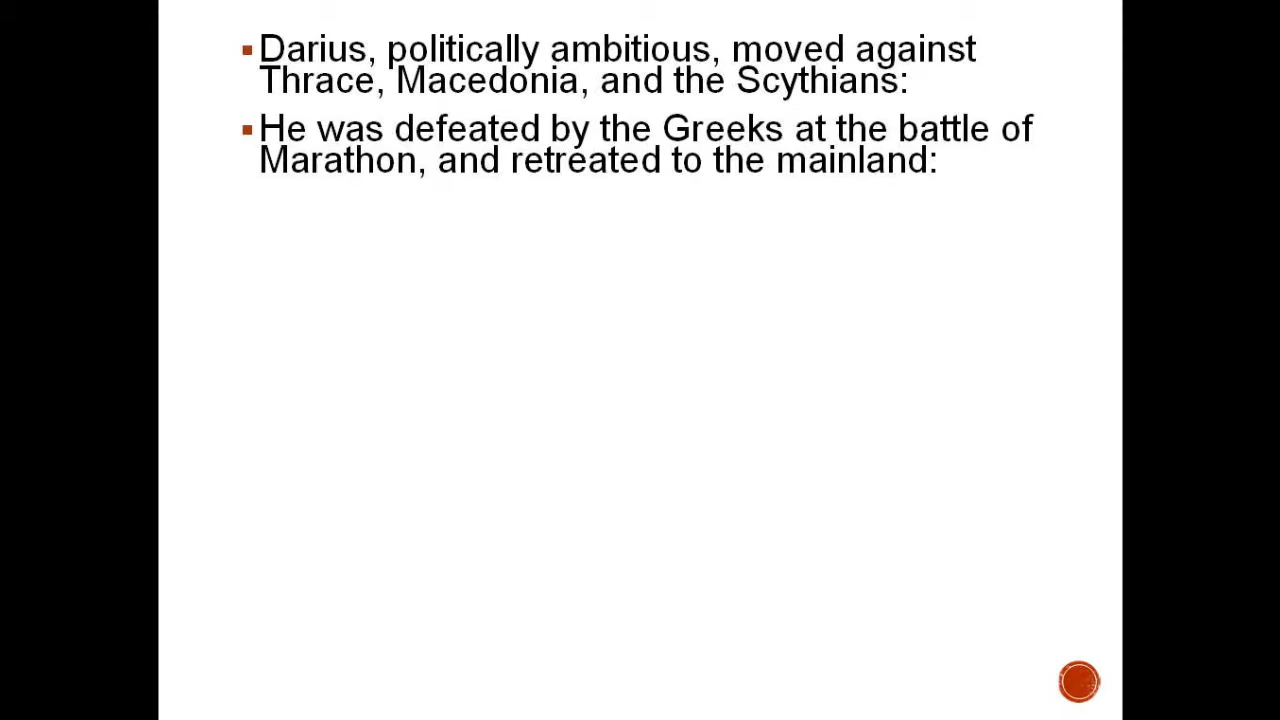 ▪Darius, politically ambitious, moved against
Thrace, Macedonia, and the Scythians:
▪He was defeated by the Greeks at the battle of
Marathon, and retreated to the mainland: